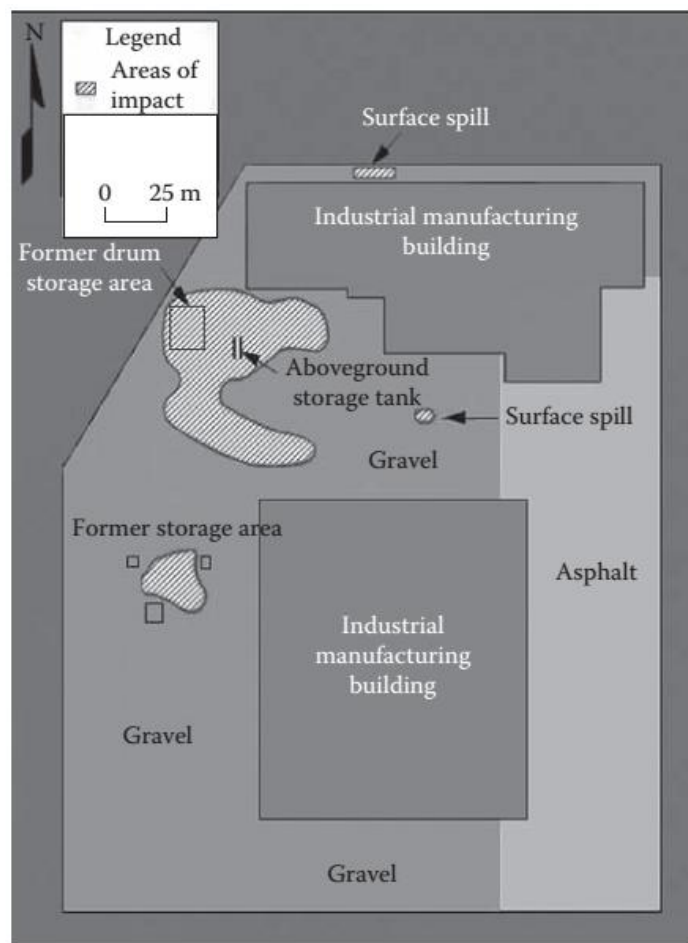 N
Legend
Areas of
impact
0 25 m
Surface spill
Industrial manufacturing
building
Former drum
storage area
Aboveground
storage tank
Surface spill
Gravel
Former storage area
Asphalt
Industrial
manufacturing
building
Gravel
Gravel